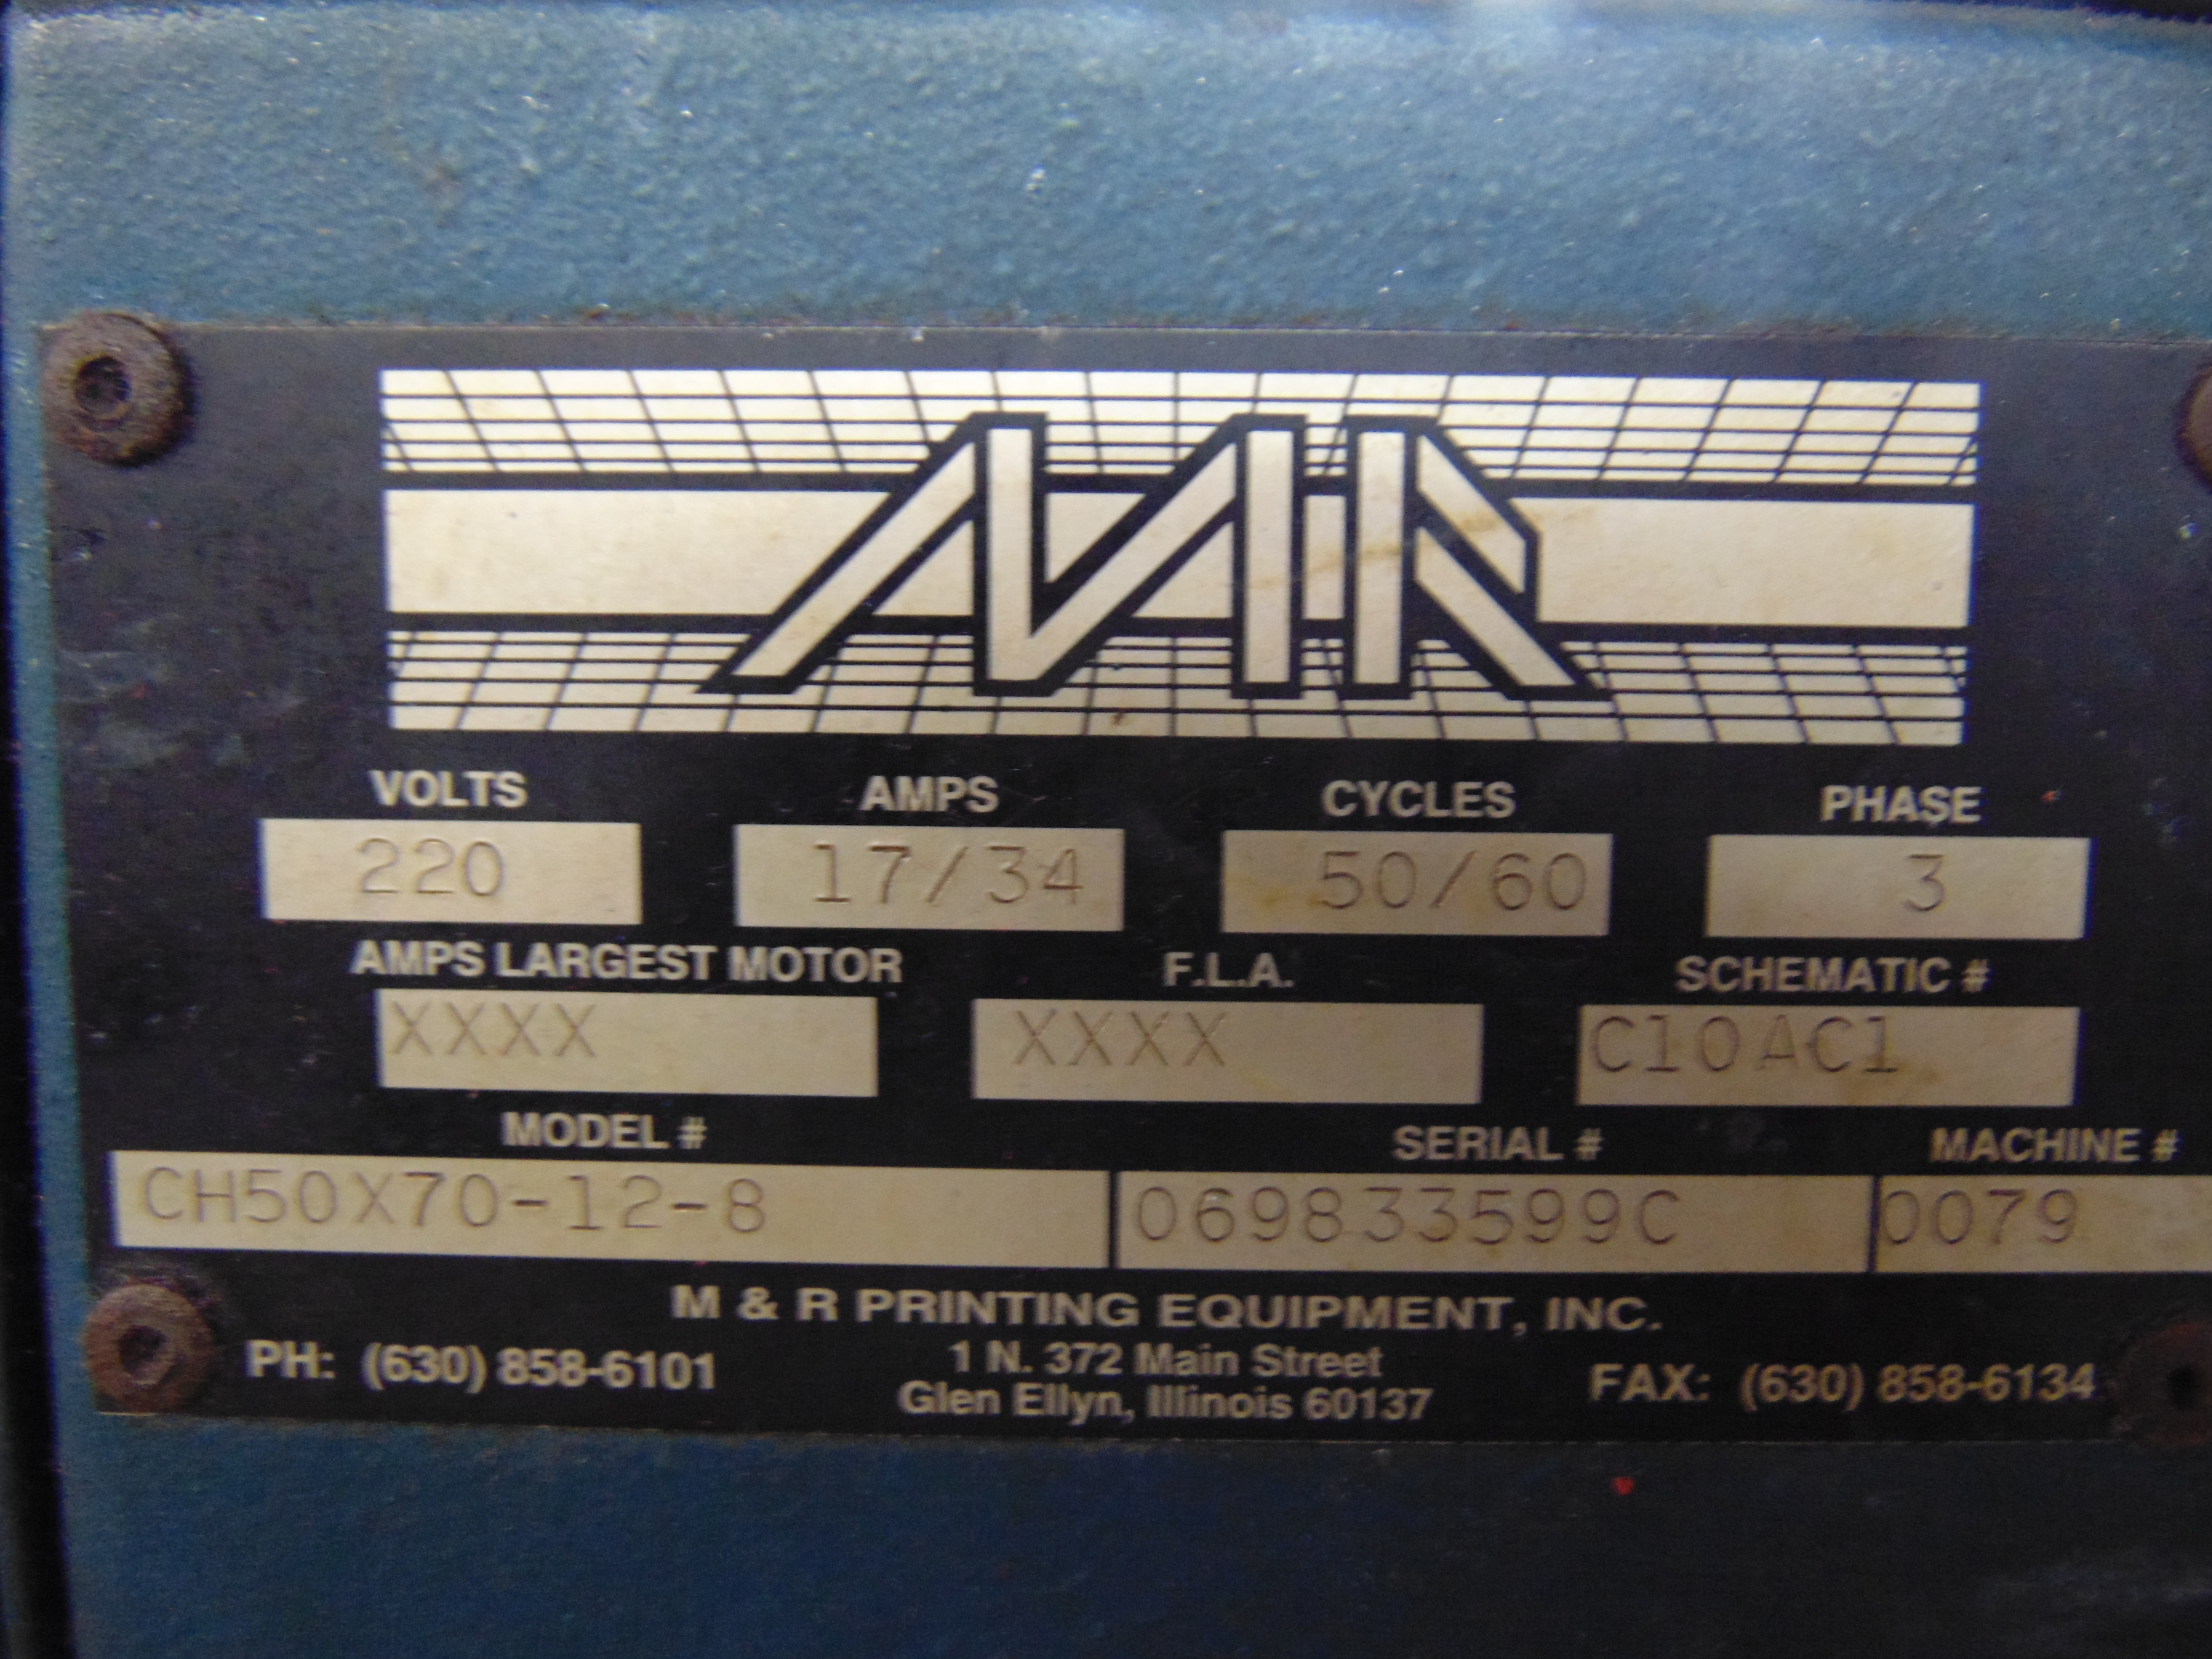 MR
VOLTS AMPS CYCLES PHASE
220 17/34 50/60 3
AMPS LARGEST MOTOR F.L.A. SCHEMATIC #
XXXX XXXX C10AC1
MODEL # SERIAL # MACHINE #
CH50X70-12-8 069833599C 0079
M & R PRINTING EQUIPMENT, INC.
PH: (630) 858-6101 1 N. 372 Main Street FAX: (630) 858-6134
Glen Ellyn, Illinois 60137